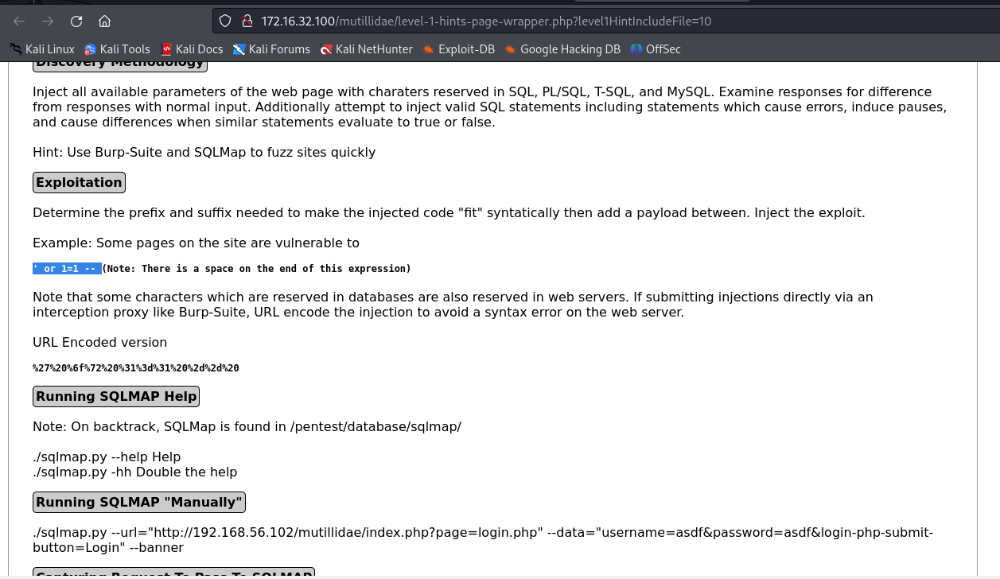 172.16.32.100/mutillidae/level-1-hints-page-wrapper.php?level1HintIncludeFile=10
Kali Linux Kali Tools Kali Docs Kali Forums Kali NetHunter Exploit-DB Google Hacking DB OffSec
Discovery Methodology
Inject all available parameters of the web page with charaters reserved in SQL, PL/SQL, T-SQL, and MySQL. Examine responses for difference
from responses with normal input. Additionally attempt to inject valid SQL statements including statements which cause errors, induce pauses,
and cause differences when similar statements evaluate to true or false.
Hint: Use Burp-Suite and SQLMap to fuzz sites quickly
Exploitation
Determine the prefix and suffix needed to make the injected code "fit" syntatically then add a payload between. Inject the exploit.
Example: Some pages on the site are vulnerable to
' or 1=1 -- (Note: There is a space on the end of this expression)
Note that some characters which are reserved in databases are also reserved in web servers. If submitting injections directly via an
interception proxy like Burp-Suite, URL encode the injection to avoid a syntax error on the web server.
URL Encoded version
%27%20%6f%72%20%31%3d%31%20%2d%2d%20
Running SQLMAP Help
Note: On backtrack, SQLMap is found in /pentest/database/sqlmap/
./sqlmap.py --help Help
./sqlmap.py -hh Double the help
Running SQLMAP "Manually"
./sqlmap.py --url="http://192.168.56.102/mutillidae/index.php?page=login.php" --data="username=asdf&password=asdf&login-php-submit-
button=Login" --banner
Capturing Request To Pass To SQLMAP